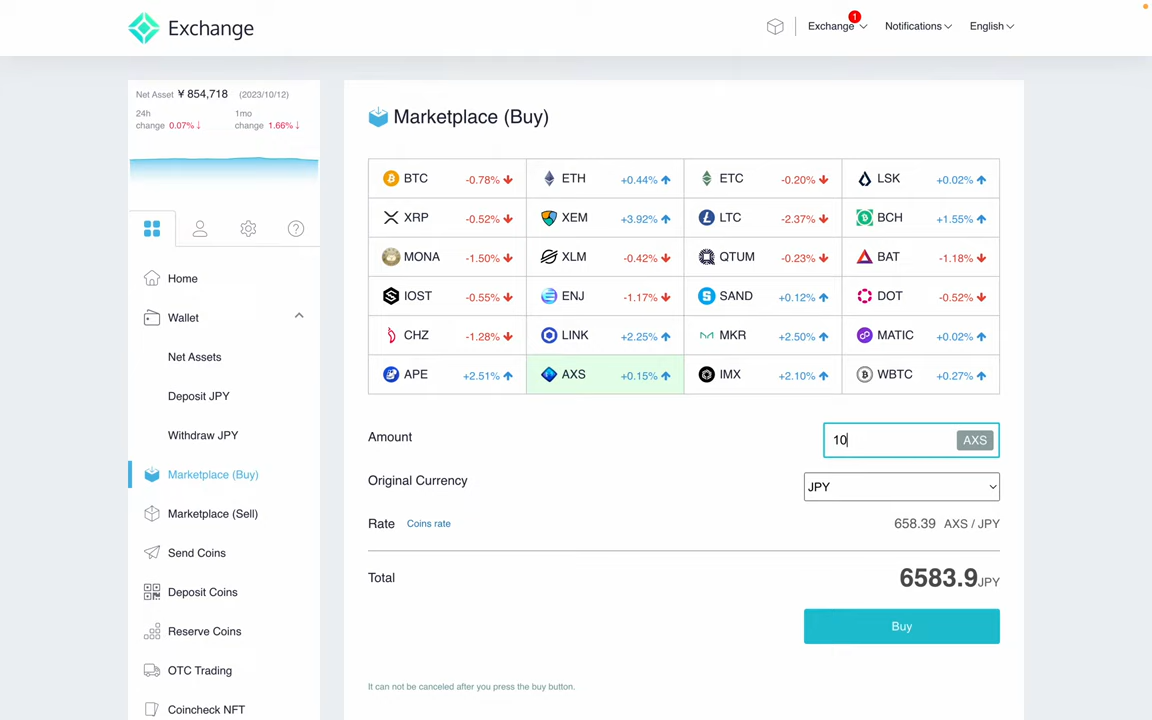 Exchange
Exchange 1
Notifications
English
Net Asset ¥ 854,718 (2023/10/12)
24h change 0.07%↓
1mo change 1.66%↓
Home
Wallet
Net Assets
Deposit JPY
Withdraw JPY
Marketplace (Buy)
Marketplace (Sell)
Send Coins
Deposit Coins
Reserve Coins
OTC Trading
Coincheck NFT
Marketplace (Buy)
BTC -0.78% ETH +0.44% ETC -0.20% LSK +0.02%
XRP -0.52% XEM +3.92% LTC -2.37% BCH +1.55%
MONA -1.50% XLM -0.42% QTUM -0.23% BAT -1.18%
IOST -0.55% ENJ -1.17% SAND +0.12% DOT -0.52%
CHZ -1.28% LINK +2.25% MKR +2.50% MATIC +0.02%
APE +2.51% AXS +0.15% IMX +2.10% WBTC +0.27%
Amount 10 AXS
Original Currency JPY
Rate Coins rate 658.39 AXS / JPY
Total 6583.9 JPY
Buy
It can not be canceled after you press the buy button.